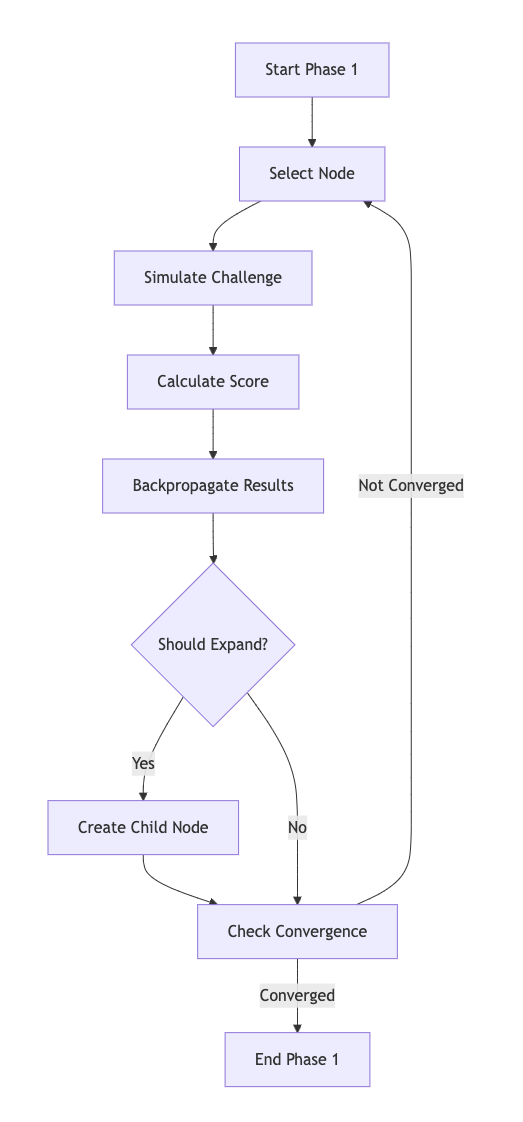 Start Phase 1
Select Node
Simulate Challenge
Calculate Score
Backpropagate Results
Not Converged
Should Expand?
Yes
Create Child Node
No
Check Convergence
Converged
End Phase 1